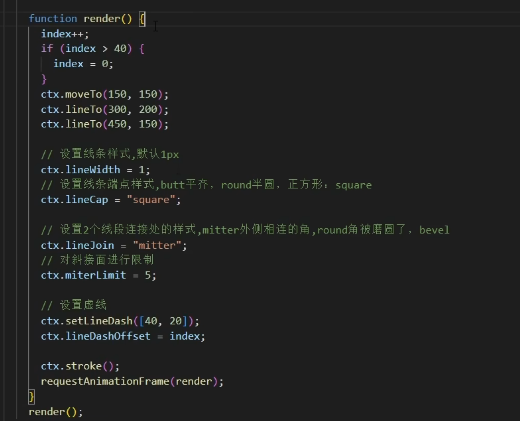 function render() {
index++;
if (index > 40) {
index = 0;
}
ctx.moveTo(150, 150);
ctx.lineTo(300, 200);
ctx.lineTo(450, 150);
// 设置线条样式,默认1px
ctx.lineWidth = 1;
// 设置线条端点样式,butt平齐，round半圆，正方形：square
ctx.lineCap = "square";
// 设置2个线段连接处的样式,mitter外侧相连的角,round角被磨圆了，bevel
ctx.lineJoin = "mitter";
// 对斜接面进行限制
ctx.miterLimit = 5;
// 设置虚线
ctx.setLineDash([40, 20]);
ctx.lineDashOffset = index;
ctx.stroke();
requestAnimationFrame(render);
}
render();